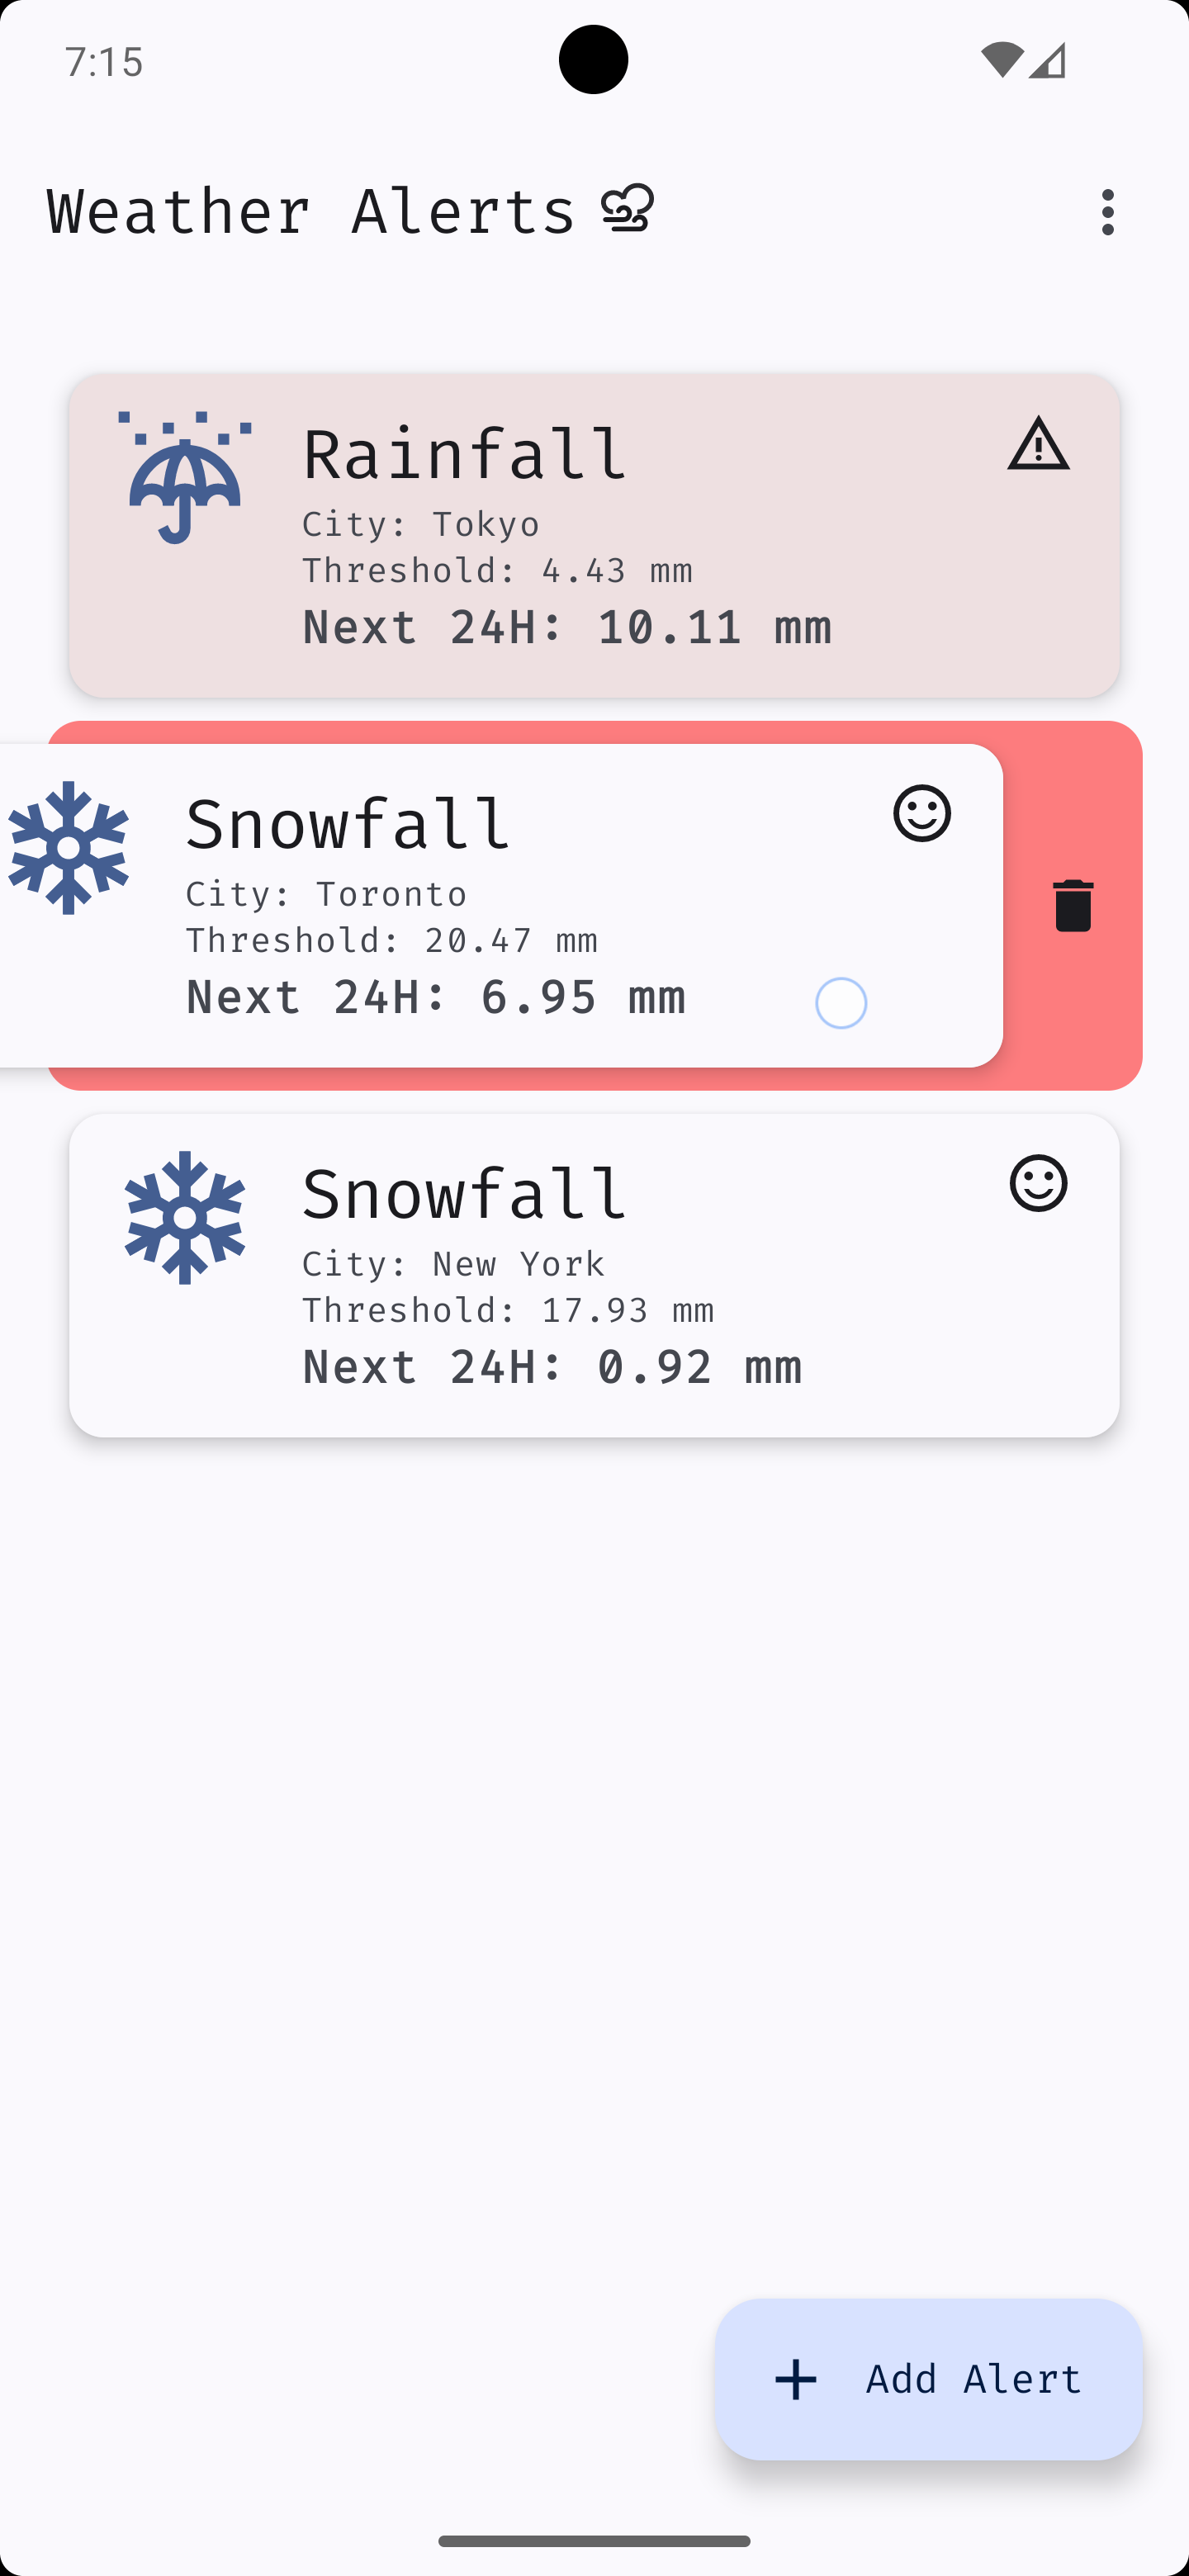 7:15
Weather Alerts
Rainfall
City: Tokyo
Threshold: 4.43 mm
Next 24H: 10.11 mm
Snowfall
City: Toronto
Threshold: 20.47 mm
Next 24H: 6.95 mm
Snowfall
City: New York
Threshold: 17.93 mm
Next 24H: 0.92 mm
Add Alert